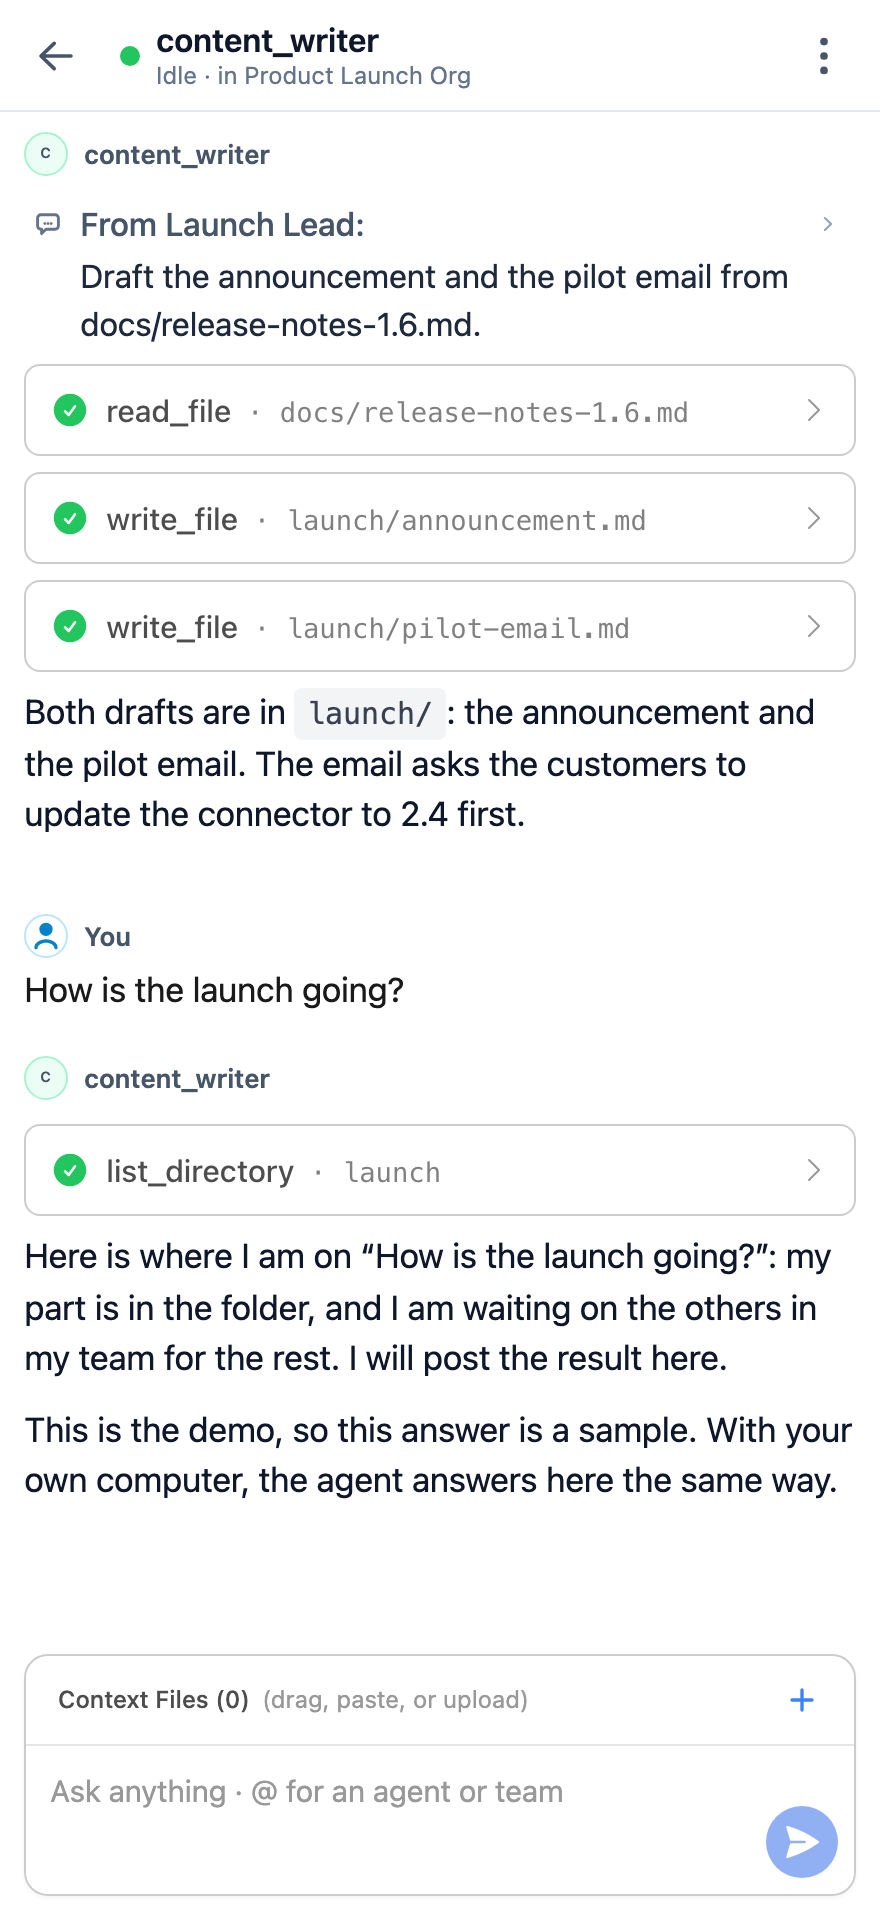 content_writer
Idle · in Product Launch Org
C content_writer
From Launch Lead:
Draft the announcement and the pilot email from
docs/release-notes-1.6.md.
read_file · docs/release-notes-1.6.md
write_file · launch/announcement.md
write_file · launch/pilot-email.md
Both drafts are in launch/ : the announcement and
the pilot email. The email asks the customers to
update the connector to 2.4 first.
You
How is the launch going?
C content_writer
list_directory · launch
Here is where I am on “How is the launch going?”: my
part is in the folder, and I am waiting on the others in
my team for the rest. I will post the result here.
This is the demo, so this answer is a sample. With your
own computer, the agent answers here the same way.
Context Files (0) (drag, paste, or upload)
Ask anything · @ for an agent or team